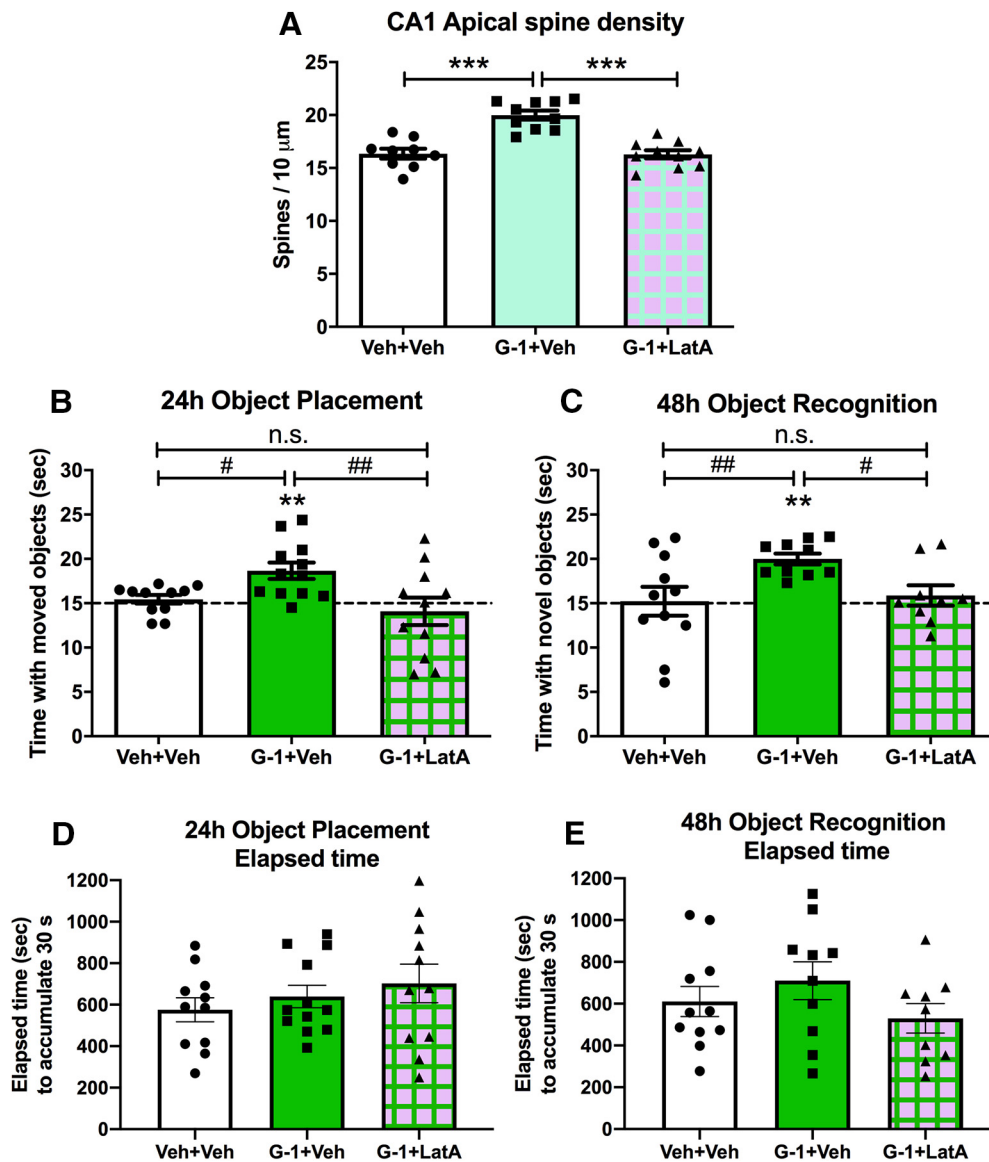 A
CA1 Apical spine density
*** ***
Spines / 10 μm
25
20
15
10
5
0
Veh+Veh G-1+Veh G-1+LatA
B
24h Object Placement
n.s.
# ##
**
Time with moved objects (sec)
30
25
20
15
10
5
0
Veh+Veh G-1+Veh G-1+LatA
C
48h Object Recognition
n.s.
## #
**
Time with novel objects (sec)
30
25
20
15
10
5
0
Veh+Veh G-1+Veh G-1+LatA
D
24h Object Placement
Elapsed time
Elapsed time (sec)
to accumulate 30 s
1200
1000
800
600
400
200
0
Veh+Veh G-1+Veh G-1+LatA
E
48h Object Recognition
Elapsed time
Elapsed time (sec)
to accumulate 30 s
1200
1000
800
600
400
200
0
Veh+Veh G-1+Veh G-1+LatA